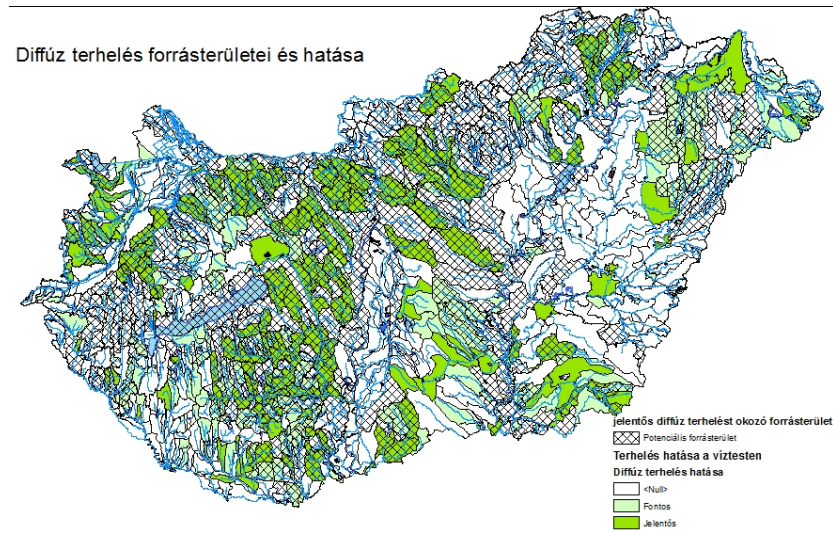 Diffúz terhelés forrásterületei és hatása
jelentős diffúz terhelést okozó forrásterület
Potenciális forrásterület
Terhelés hatása a víztesten
Diffúz terhelés hatása
<Null>
Fontos
Jelentős